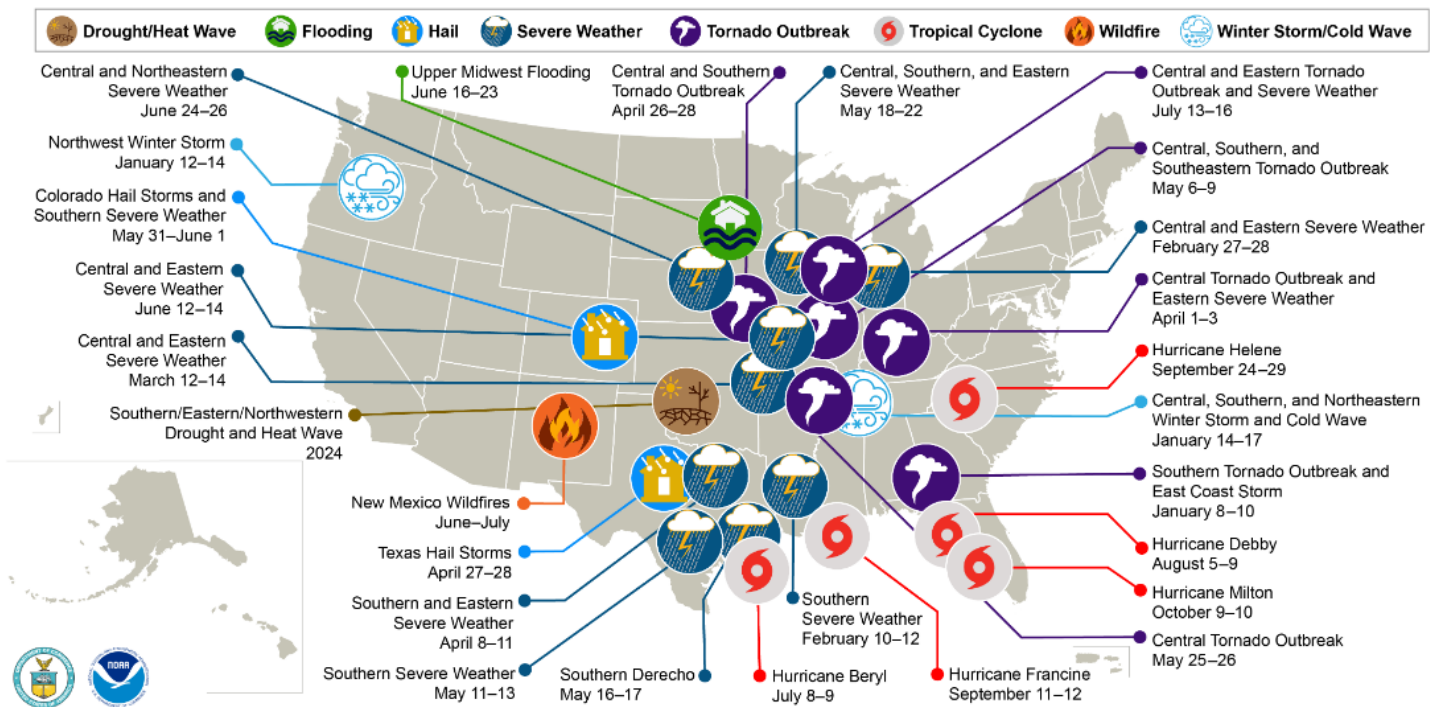 Drought/Heat Wave
Flooding
Hail
Severe Weather
Tornado Outbreak
Tropical Cyclone
Wildfire
Winter Storm/Cold Wave
Central and Northeastern
Severe Weather
June 24–26
Northwest Winter Storm
January 12–14
Colorado Hail Storms and
Southern Severe Weather
May 31–June 1
Central and Eastern
Severe Weather
June 12–14
Central and Eastern
Severe Weather
March 12–14
Southern/Eastern/Northwestern
Drought and Heat Wave
2024
New Mexico Wildfires
June–July
Texas Hail Storms
April 27–28
Southern and Eastern
Severe Weather
April 8–11
Southern Severe Weather
May 11–13
Upper Midwest Flooding
June 16–23
Central and Southern
Tornado Outbreak
April 26–28
Central, Southern, and Eastern
Severe Weather
May 18–22
Central and Eastern Tornado
Outbreak and Severe Weather
July 13–16
Central, Southern, and
Southeastern Tornado Outbreak
May 6–9
Central and Eastern Severe Weather
February 27–28
Central Tornado Outbreak and
Eastern Severe Weather
April 1–3
Hurricane Helene
September 24–29
Central, Southern, and Northeastern
Winter Storm and Cold Wave
January 14–17
Southern Tornado Outbreak and
East Coast Storm
January 8–10
Hurricane Debby
August 5–9
Hurricane Milton
October 9–10
Central Tornado Outbreak
May 25–26
Southern Derecho
May 16–17
Hurricane Beryl
July 8–9
Southern
Severe Weather
February 10–12
Hurricane Francine
September 11–12
NOAA